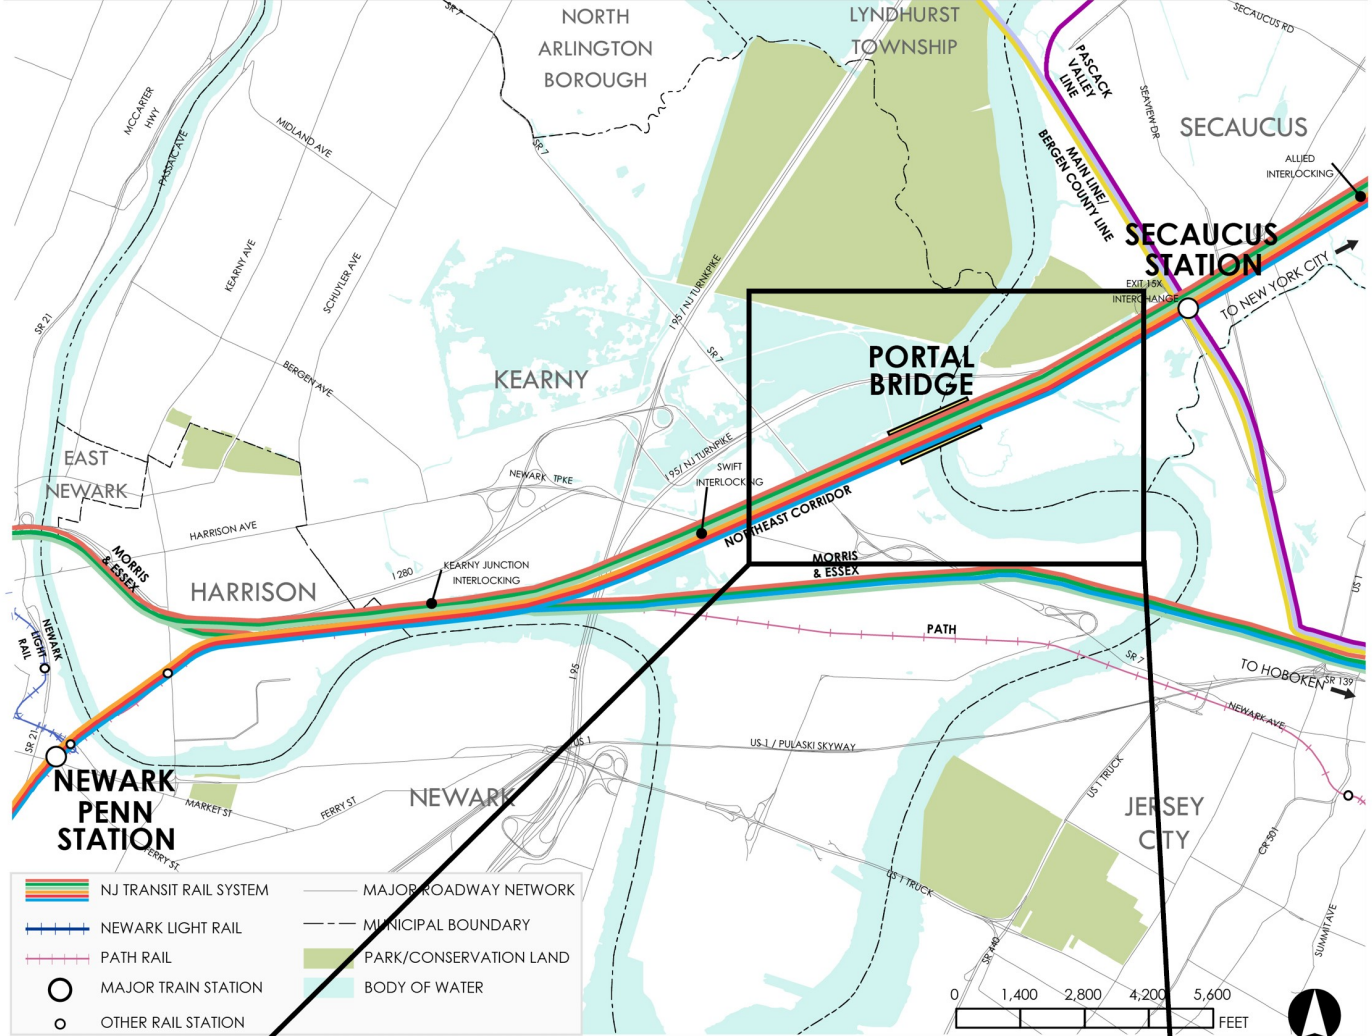 SR 7
NORTH
ARLINGTON
BOROUGH
LYNDHURST
TOWNSHIP
SECAUCUS RD
PASCACK
VALLEY
LINE
SEAVIEW DR
SECAUCUS
MCCARTER
HWY
PASSAIC AVE
MIDLAND AVE
SR 7
MAIN LINE/
BERGEN COUNTY LINE
ALLIED
INTERLOCKING
SECAUCUS
STATION
EXIT 15X
INTERCHANGE
TO NEW YORK CITY
KEARNY AVE
SCHUYLER AVE
I 95 / NJ TURNKPIKE
SR 21
SR 7
BERGEN AVE
KEARNY
PORTAL
BRIDGE
EAST
NEWARK
I 95/ NJ TURNPIKE
SWIFT
INTERLOCKING
NEWARK TPKE
NORTHEAST CORRIDOR
HARRISON AVE
MORRIS
& ESSEX
HARRISON
I 280
KEARNY JUNCTION
INTERLOCKING
MORRIS
& ESSEX
US 1
NEWARK
LIGHT
RAIL
PATH
I 95
SR 7
TO HOBOKEN
SR 139
NEWARK AVE
SR 21
US 1
US 1 / PULASKI SKYWAY
NEWARK
PENN
STATION
MARKET ST
FERRY ST
NEWARK
US 1 TRUCK
JERSEY
CITY
FERRY ST.
CR 501
US 1 TRUCK
SUMMIT AVE
SR 440
NJ TRANSIT RAIL SYSTEM
MAJOR ROADWAY NETWORK
NEWARK LIGHT RAIL
MUNICIPAL BOUNDARY
PATH RAIL
PARK/CONSERVATION LAND
MAJOR TRAIN STATION
BODY OF WATER
OTHER RAIL STATION
0 1,400 2,800 4,200 5,600
FEET